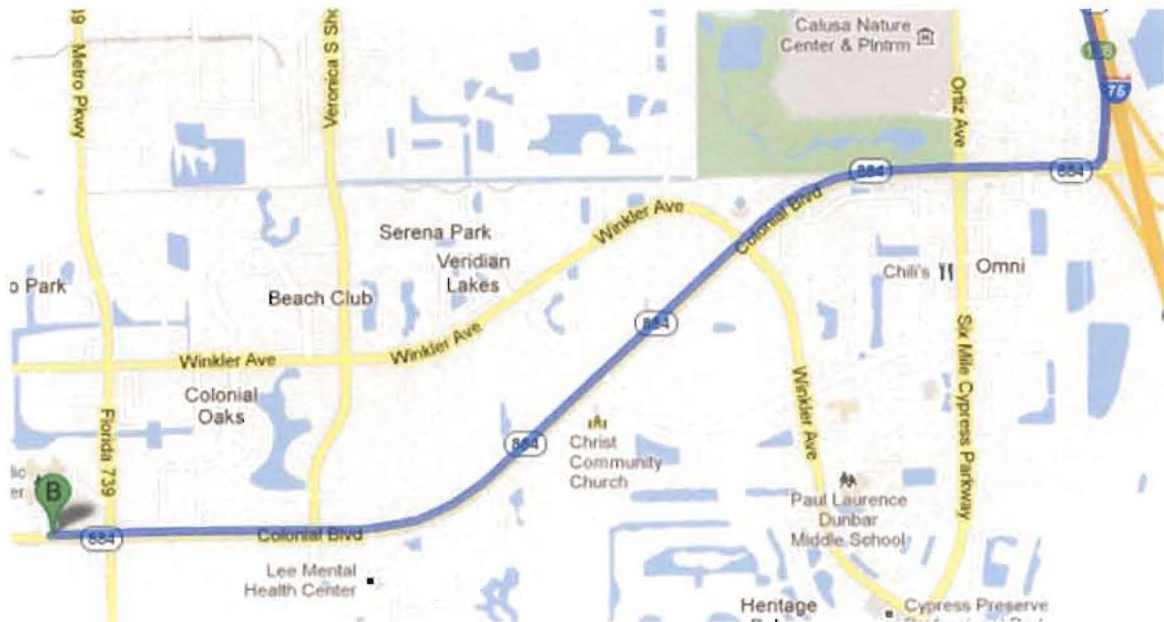 Metro Pkwy
Veronica S Sho
Calusa Nature
Center & Plntrm
Ortiz Ave
75
884
884
Colonial Blvd
Winkler Ave
Serena Park
Veridian
Lakes
Chili's
Omni
o Park
Beach Club
884
Winkler Ave
Winkler Ave
Six Mile Cypress Parkway
Colonial
Oaks
Winkler Ave
Florida 739
884
Christ
Community
Church
lic
er
B
Paul Laurence
Dunbar
Middle School
884
Colonial Blvd
Lee Mental
Health Center
Heritage
Cypress Preserve